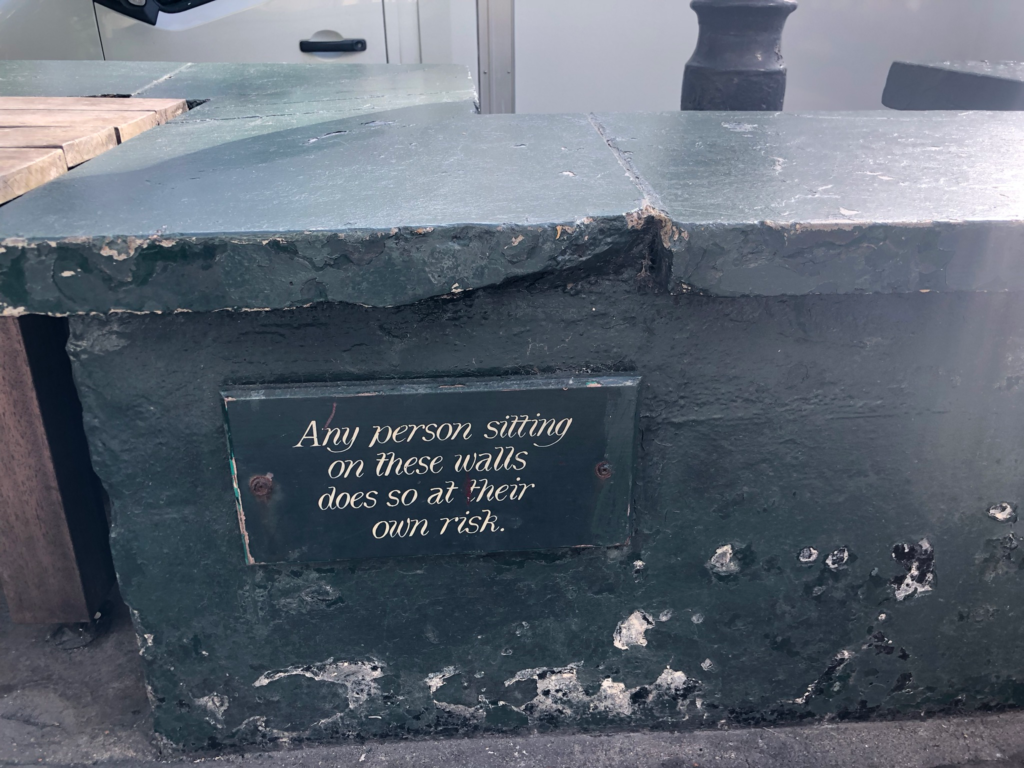 Any person sitting
on these walls
does so at their
own risk.